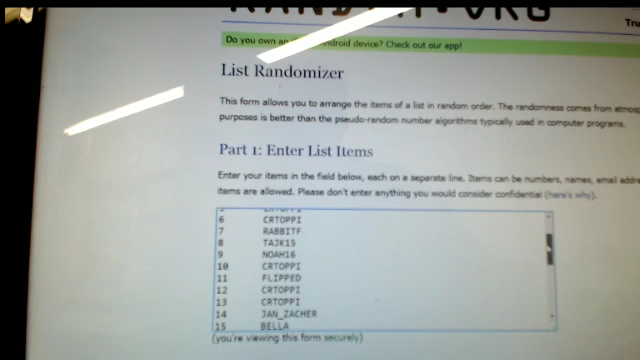 RANDOM.ORG
Tru
Do you own an Android device? Check out our app!
List Randomizer
This form allows you to arrange the items of a list in random order. The randomness comes from atmosp
purposes is better than the pseudo-random number algorithms typically used in computer programs.
Part 1: Enter List Items
Enter your items in the field below, each on a separate line. Items can be numbers, names, email addre
items are allowed. Please don't enter anything you would consider confidential (here's why).
6 CRTOPPI
7 RABBITF
8 TAJK15
9 NOAH16
10 CRTOPPI
11 FLIPPED
12 CRTOPPI
13 CRTOPPI
14 JAN_ZACHER
15 BELLA
(you're viewing this form securely)